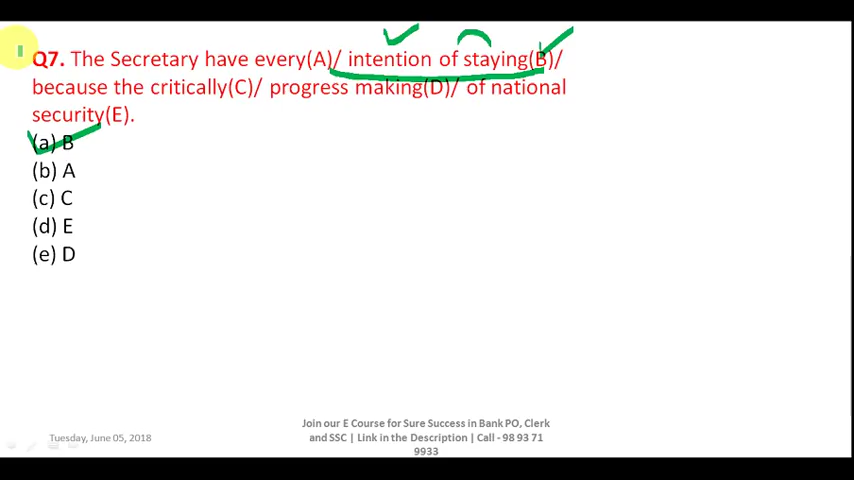 Q7. The Secretary have every(A)/ intention of staying(B)/
because the critically(C)/ progress making(D)/ of national
security(E).
(a) B
(b) A
(c) C
(d) E
(e) D
Tuesday, June 05, 2018
Join our E Course for Sure Success in Bank PO, Clerk
and SSC | Link in the Description | Call - 98 93 71
9933